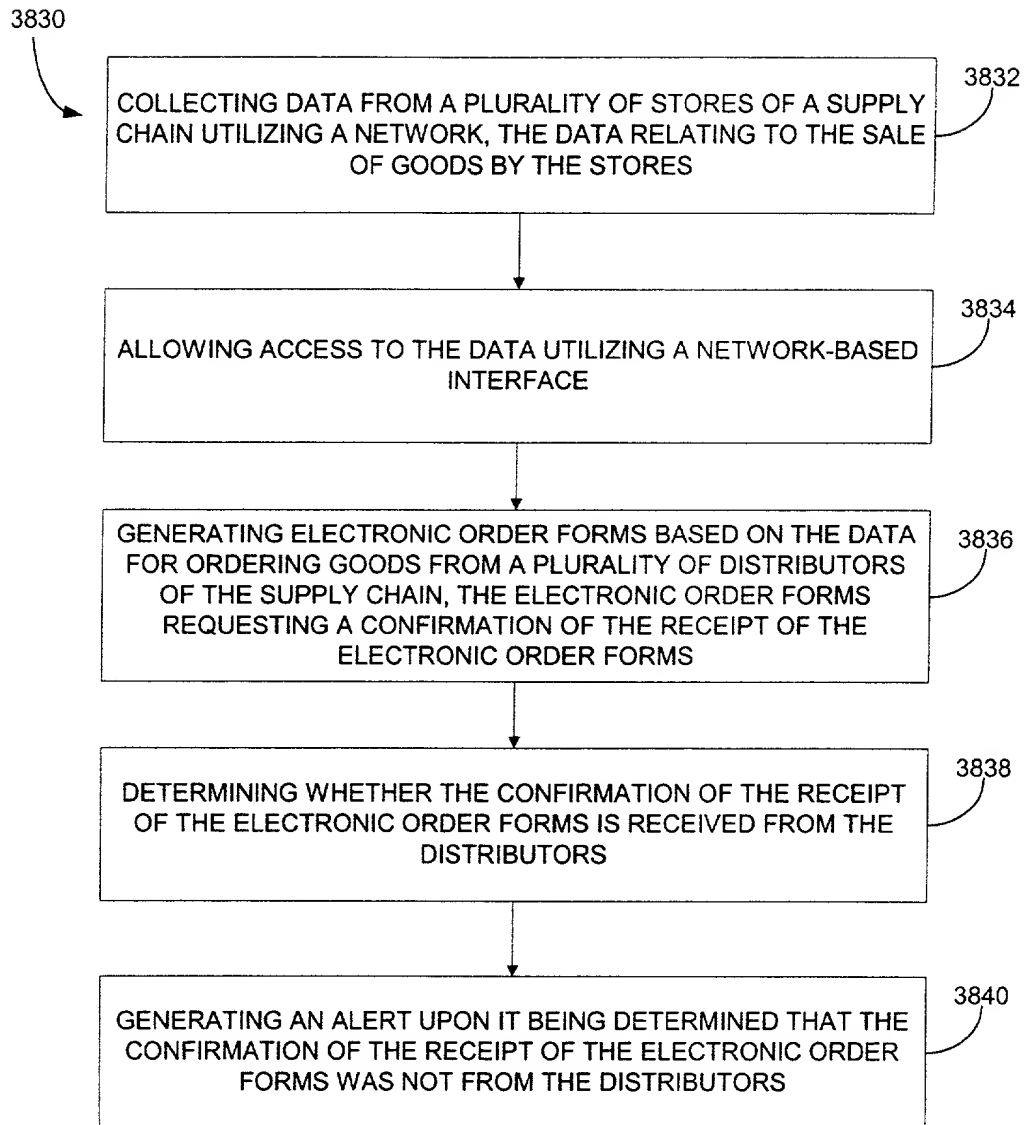 3830
3832
COLLECTING DATA FROM A PLURALITY OF STORES OF A SUPPLY
CHAIN UTILIZING A NETWORK, THE DATA RELATING TO THE SALE
OF GOODS BY THE STORES
3834
ALLOWING ACCESS TO THE DATA UTILIZING A NETWORK-BASED
INTERFACE
3836
GENERATING ELECTRONIC ORDER FORMS BASED ON THE DATA
FOR ORDERING GOODS FROM A PLURALITY OF DISTRIBUTORS
OF THE SUPPLY CHAIN, THE ELECTRONIC ORDER FORMS
REQUESTING A CONFIRMATION OF THE RECEIPT OF THE
ELECTRONIC ORDER FORMS
3838
DETERMINING WHETHER THE CONFIRMATION OF THE RECEIPT
OF THE ELECTRONIC ORDER FORMS IS RECEIVED FROM THE
DISTRIBUTORS
3840
GENERATING AN ALERT UPON IT BEING DETERMINED THAT THE
CONFIRMATION OF THE RECEIPT OF THE ELECTRONIC ORDER
FORMS WAS NOT FROM THE DISTRIBUTORS